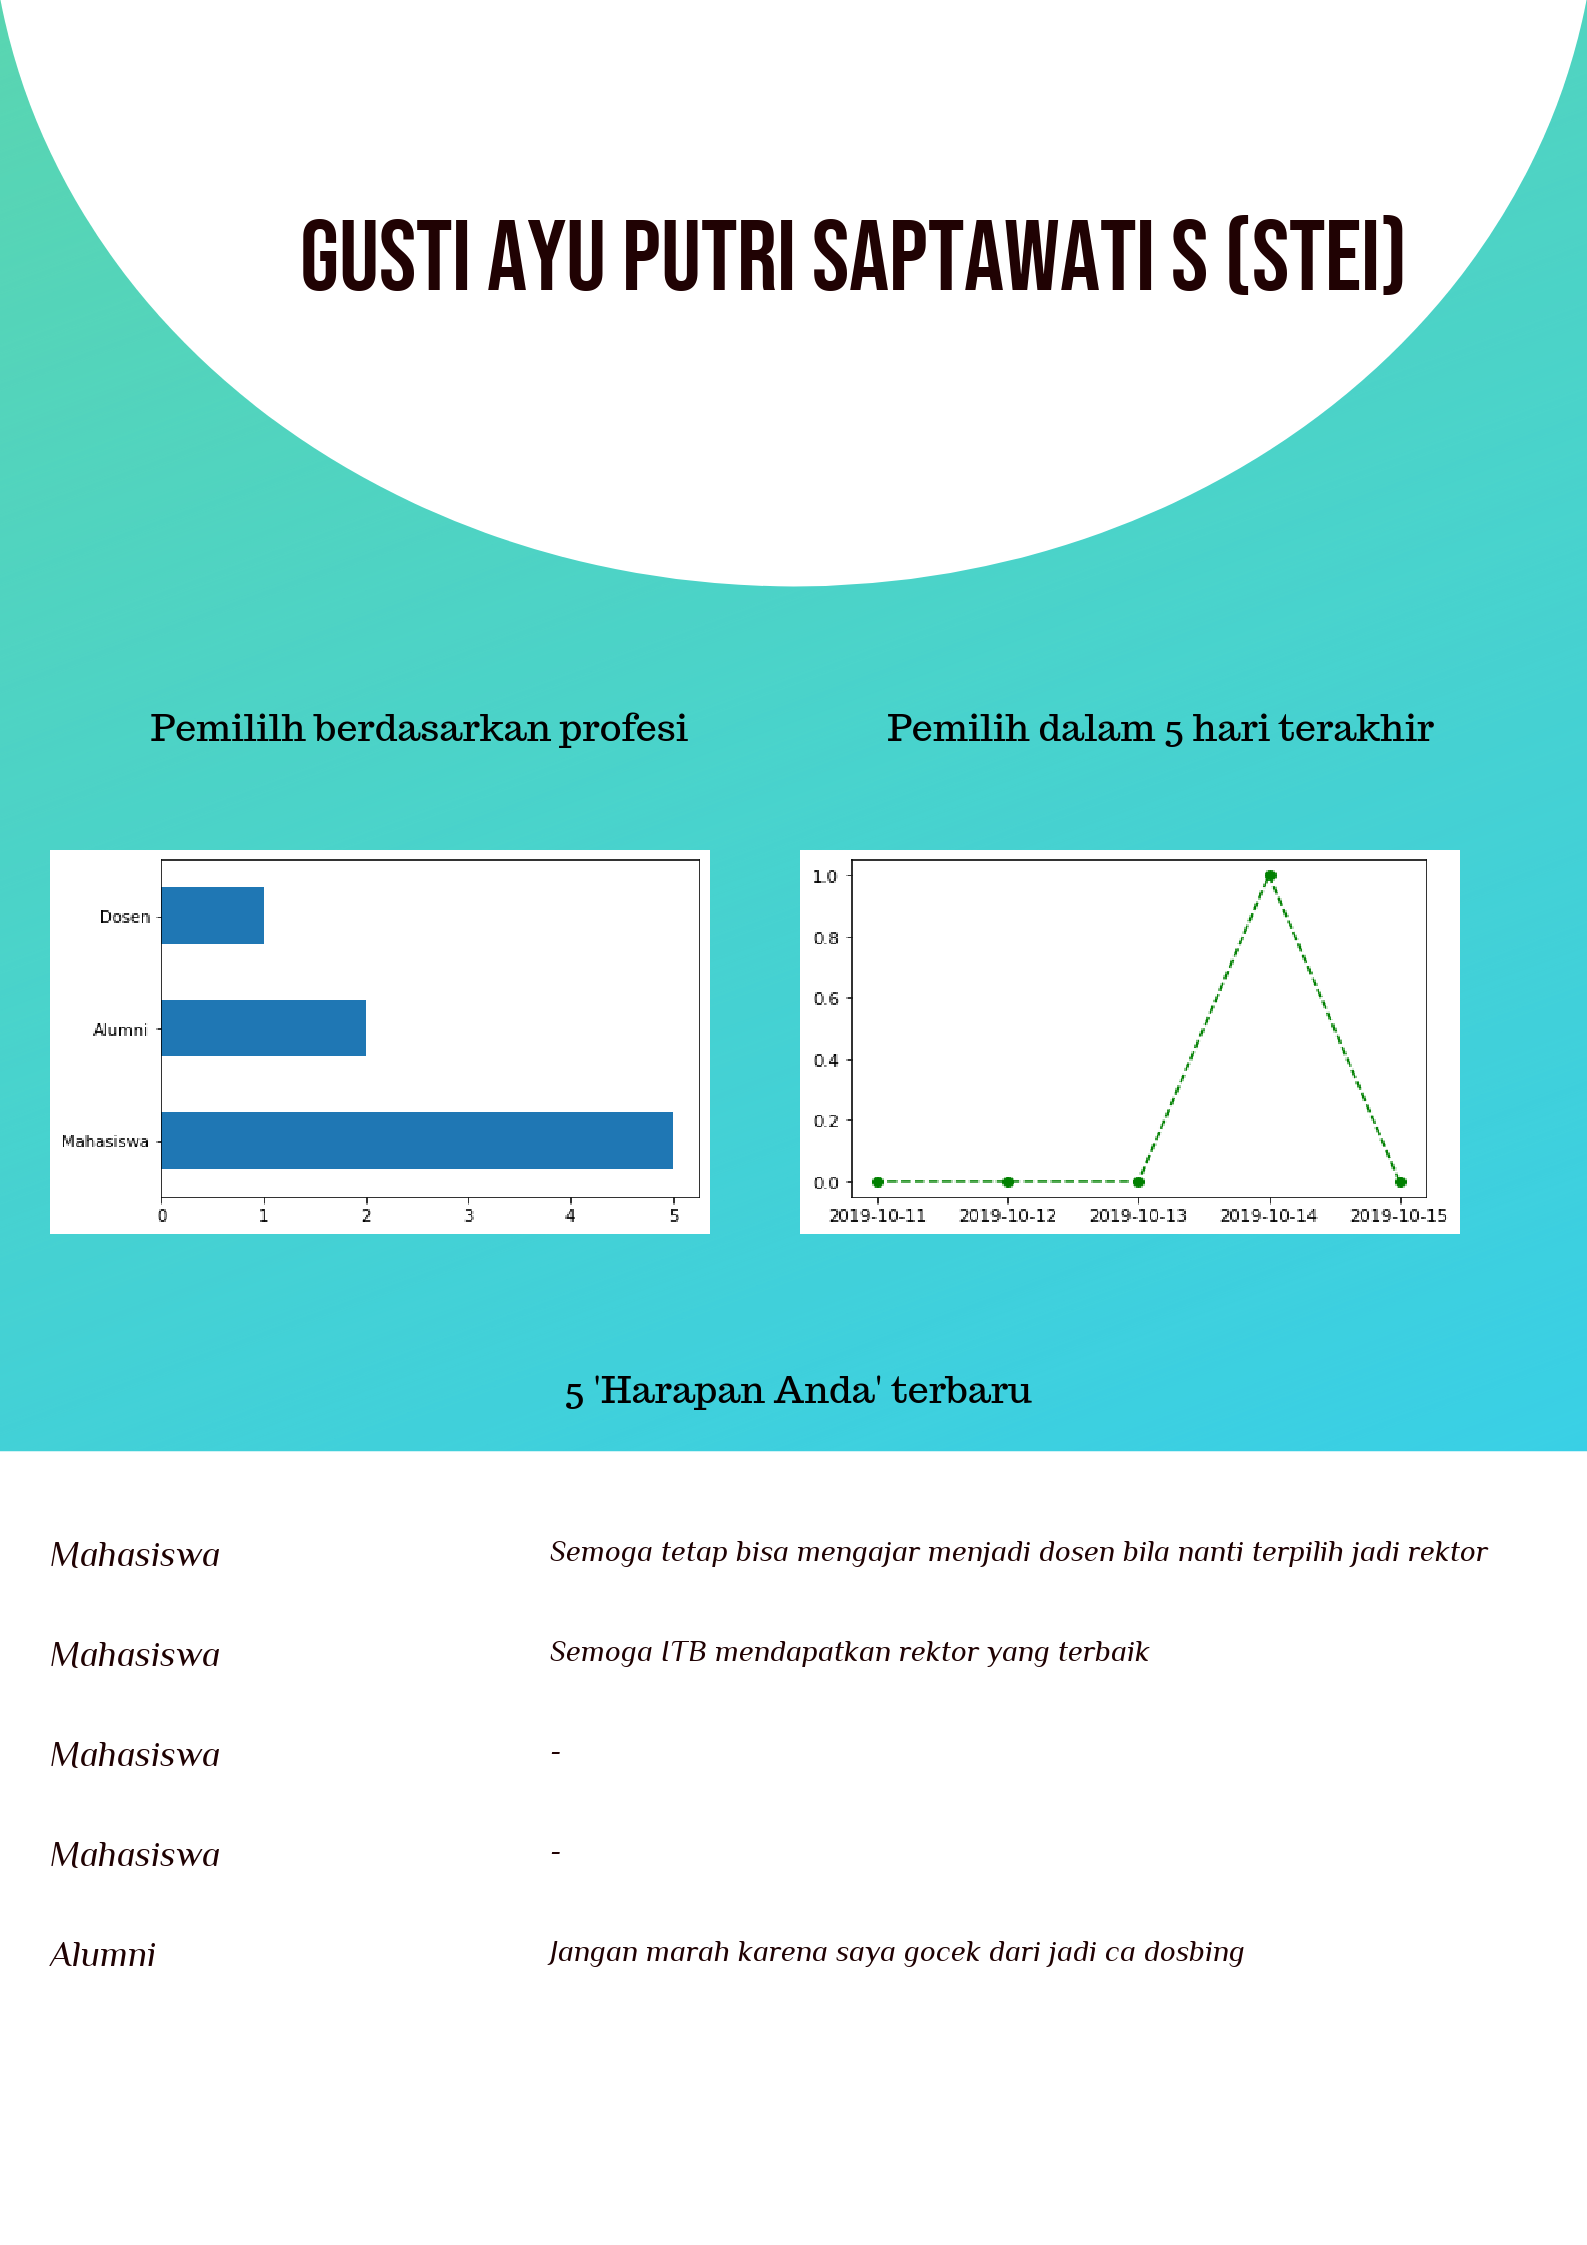 GUSTI AYU PUTRI SAPTAWATI S (STEI)
Pemililh berdasarkan profesi
Pemilih dalam 5 hari terakhir
Dosen
Alumni
Mahasiswa
0 1 2 3 4 5
1.0
0.8
0.6
0.4
0.2
0.0
2019-10-11 2019-10-12 2019-10-13 2019-10-14 2019-10-15
5 'Harapan Anda' terbaru
Mahasiswa Semoga tetap bisa mengajar menjadi dosen bila nanti terpilih jadi rektor
Mahasiswa Semoga ITB mendapatkan rektor yang terbaik
Mahasiswa -
Mahasiswa -
Alumni Jangan marah karena saya gocek dari jadi ca dosbing